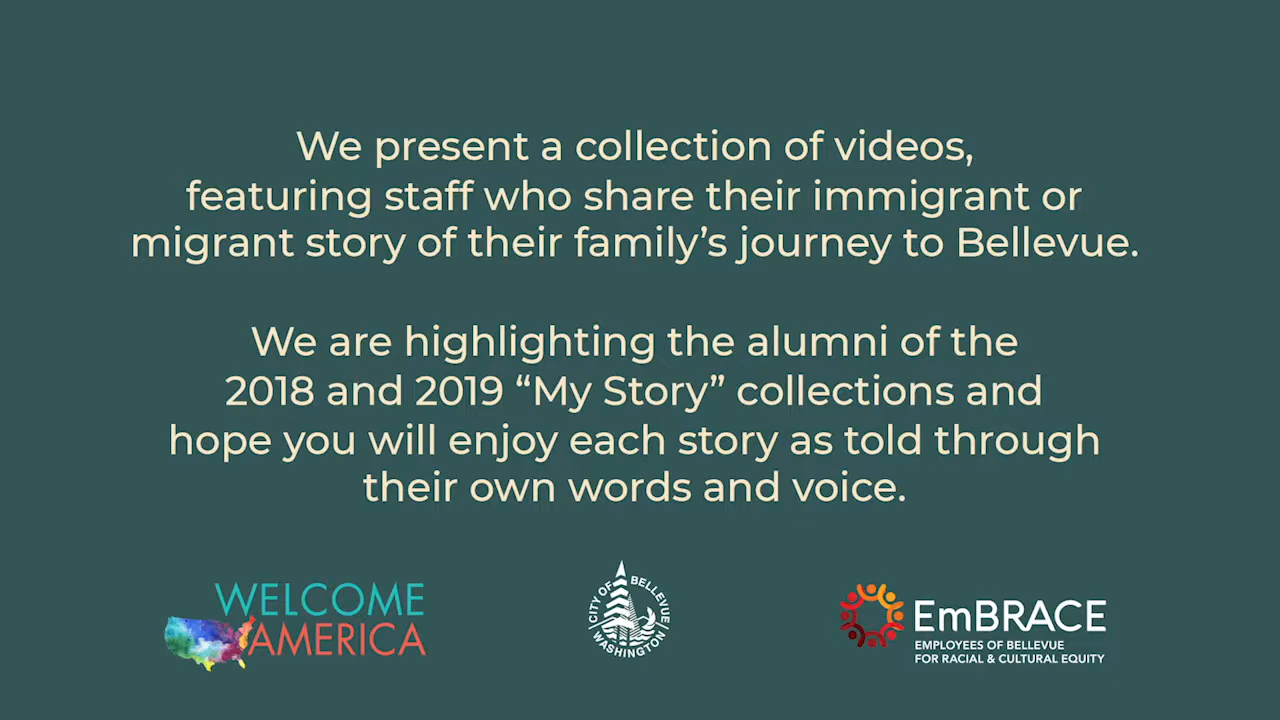 We present a collection of videos,
featuring staff who share their immigrant or
migrant story of their family’s journey to Bellevue.
We are highlighting the alumni of the
2018 and 2019 “My Story” collections and
hope you will enjoy each story as told through
their own words and voice.
WELCOME
AMERICA
CITY OF BELLEVUE
WASHINGTON
EmBRACE
EMPLOYEES OF BELLEVUE
FOR RACIAL & CULTURAL EQUITY